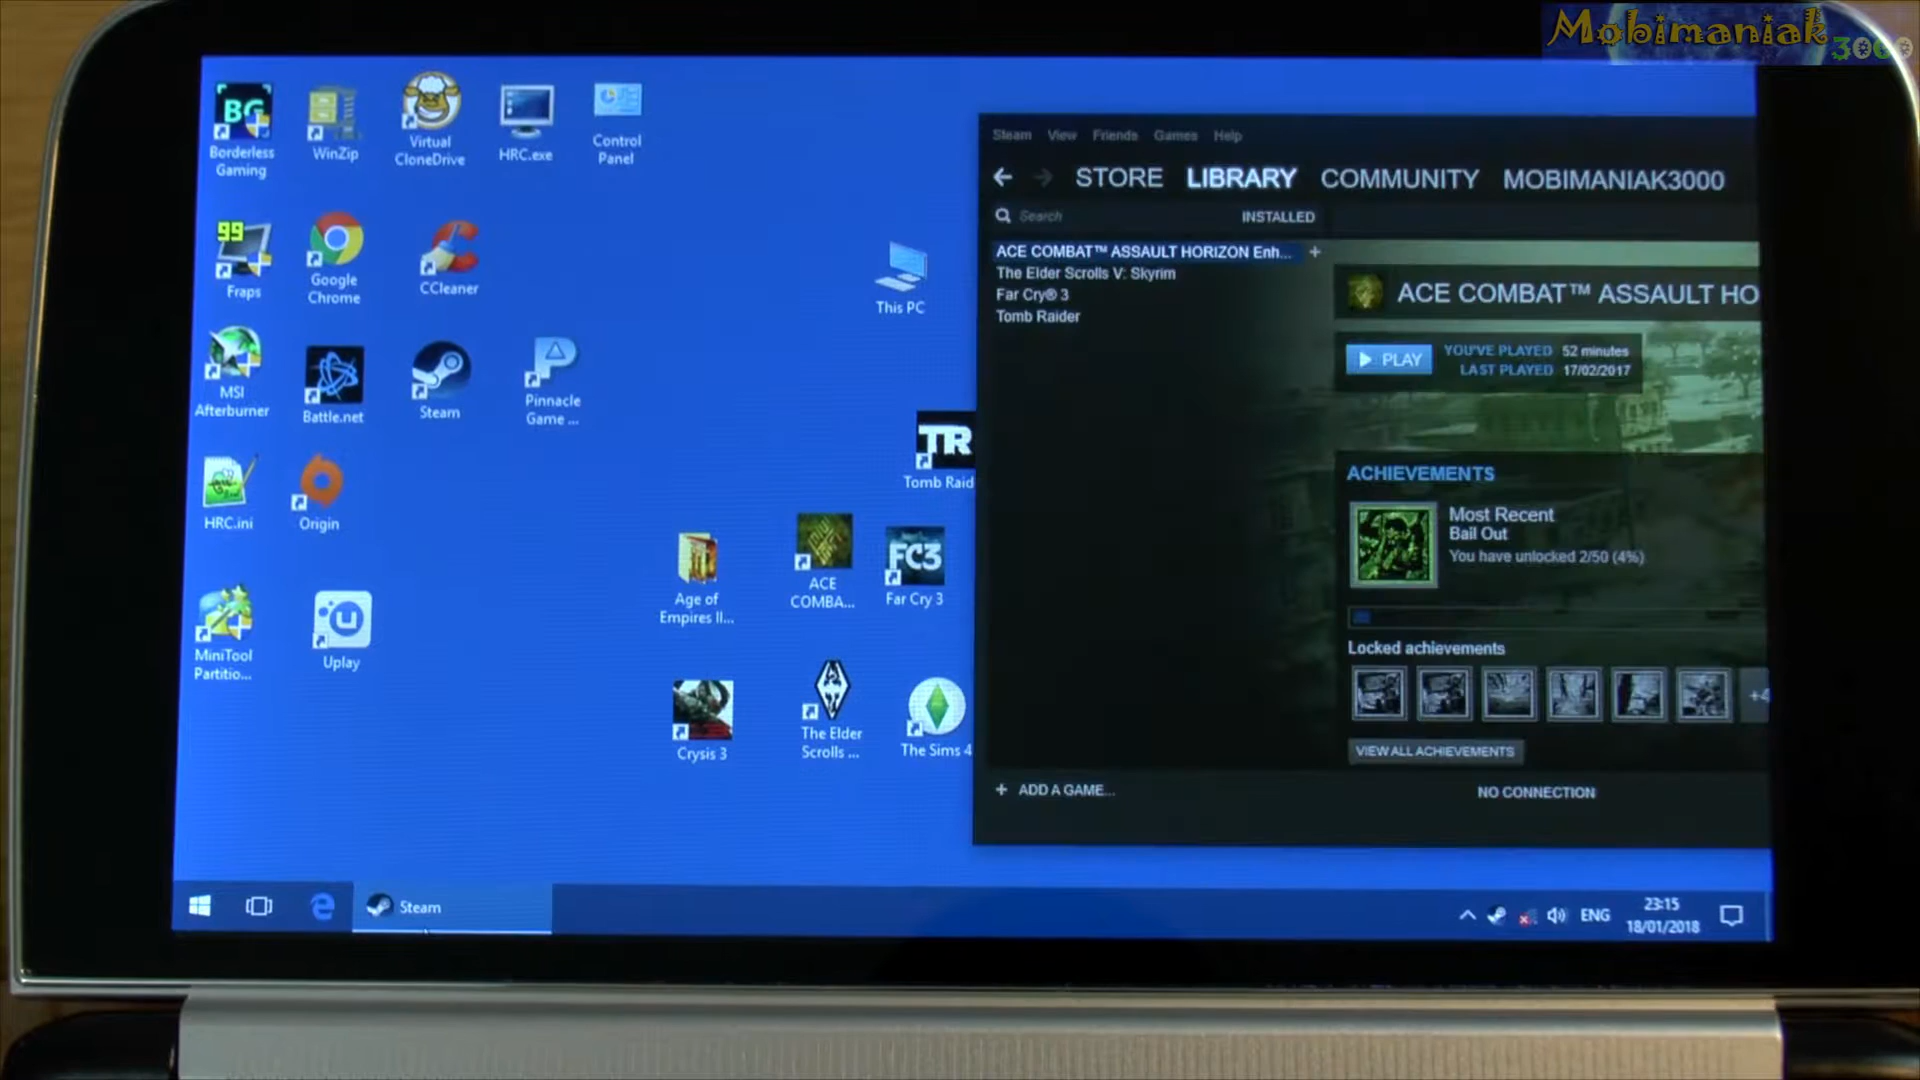 Mobimaniak
3000
BG
Borderless
Gaming
WinZip
Virtual
CloneDrive
HRC.exe
Control
Panel
99
Fraps
Google
Chrome
CCleaner
This PC
MSI
Afterburner
Battle.net
Steam
Pinnacle
Game ...
TR
Tomb Raid
HRC.ini
Origin
Age of
Empires II...
ACE
COMBA...
FC3
Far Cry 3
MiniTool
Partitio...
U
Uplay
Crysis 3
The Elder
Scrolls ...
The Sims 4
Steam View Friends Games Help
STORE LIBRARY COMMUNITY MOBIMANIAK3000
Search INSTALLED
ACE COMBAT™ ASSAULT HORIZON Enh...
The Elder Scrolls V: Skyrim
Far Cry® 3
Tomb Raider
ACE COMBAT™ ASSAULT HO
PLAY
YOU'VE PLAYED 52 minutes
LAST PLAYED 17/02/2017
ACHIEVEMENTS
Most Recent
Bail Out
You have unlocked 2/50 (4%)
Locked achievements
+4
VIEW ALL ACHIEVEMENTS
+ ADD A GAME...
NO CONNECTION
Steam
ENG
23:15
18/01/2018